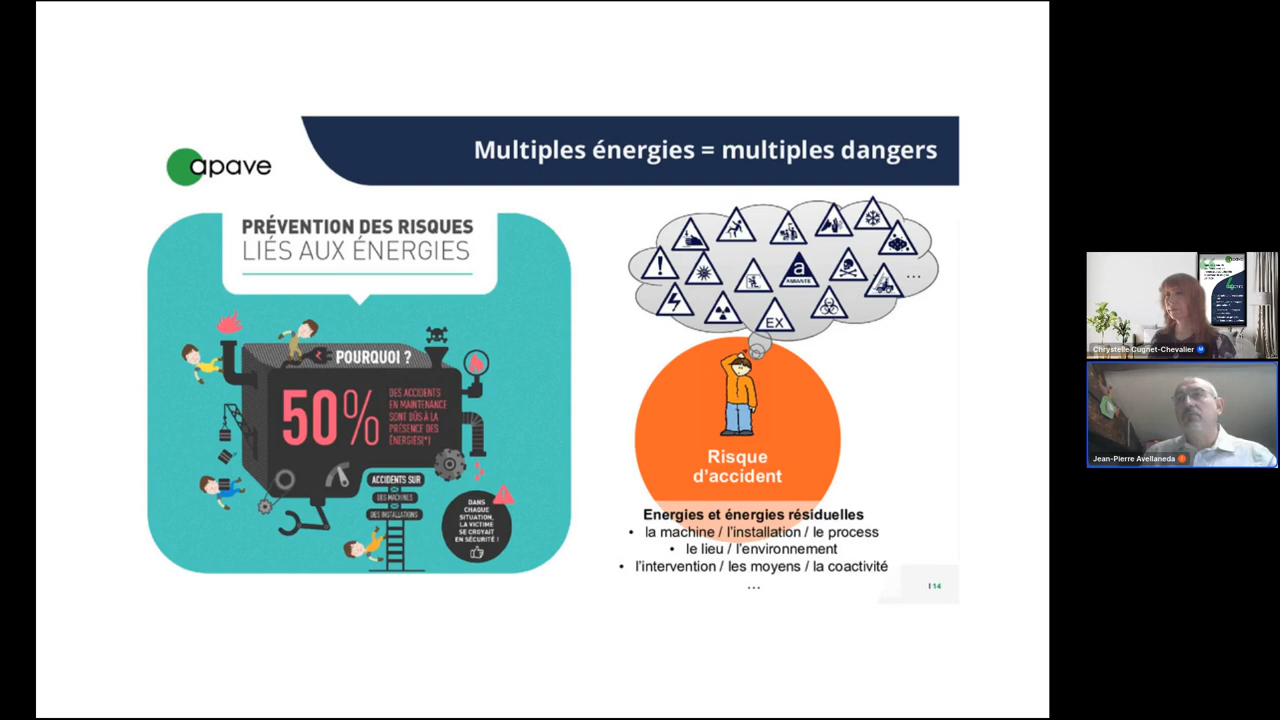 Multiples énergies = multiples dangers
apave
PRÉVENTION DES RISQUES
LIÉS AUX ÉNERGIES
POURQUOI ?
50%
DES ACCIDENTS
EN MAINTENANCE
SONT DÛS À LA
PRÉSENCE DES
ÉNERGIES(*)
ACCIDENTS SUR
DES MACHINES
DES INSTALLATIONS
DANS
CHAQUE
SITUATION,
LA VICTIME
SE CROYAIT
EN SÉCURITÉ !
a
AMIANTE
...
EX
Risque
d'accident
Energies et énergies résiduelles
• la machine / l'installation / le process
• le lieu / l'environnement
• l'intervention / les moyens / la coactivité
...
14
Chrystelle Cugnet-Chevalier
Jean-Pierre Avellaneda